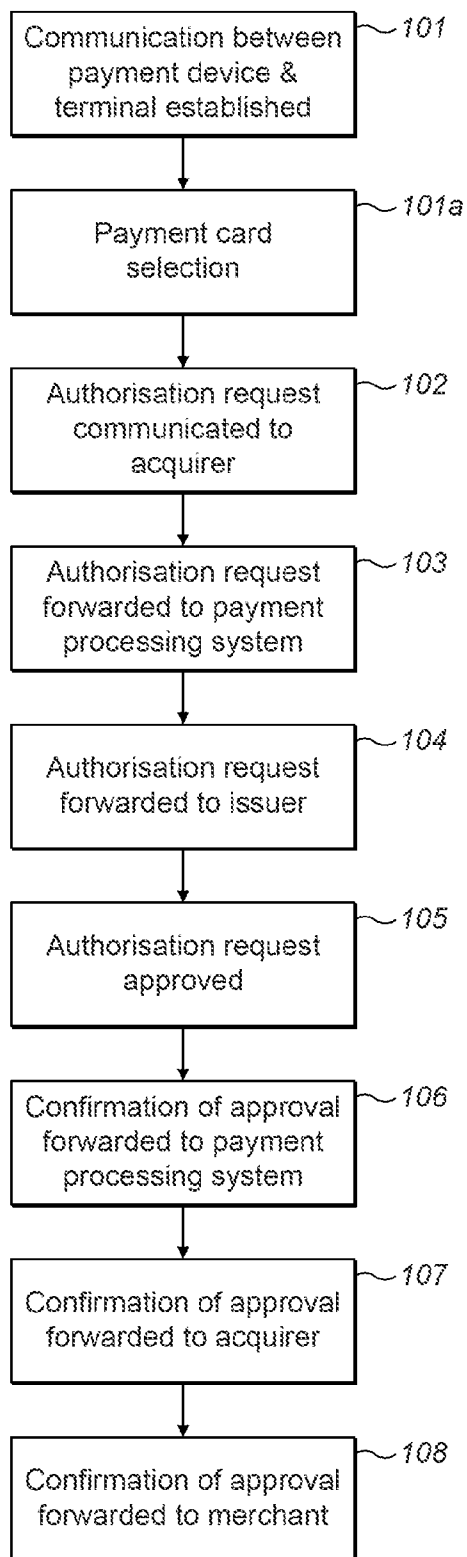 Communication between
payment device &
terminal established
101
Payment card
selection
101a
Authorisation request
communicated to
acquirer
102
Authorisation request
forwarded to payment
processing system
103
Authorisation request
forwarded to issuer
104
Authorisation request
approved
105
Confirmation of approval
forwarded to payment
processing system
106
Confirmation of approval
forwarded to acquirer
107
Confirmation of approval
forwarded to merchant
108